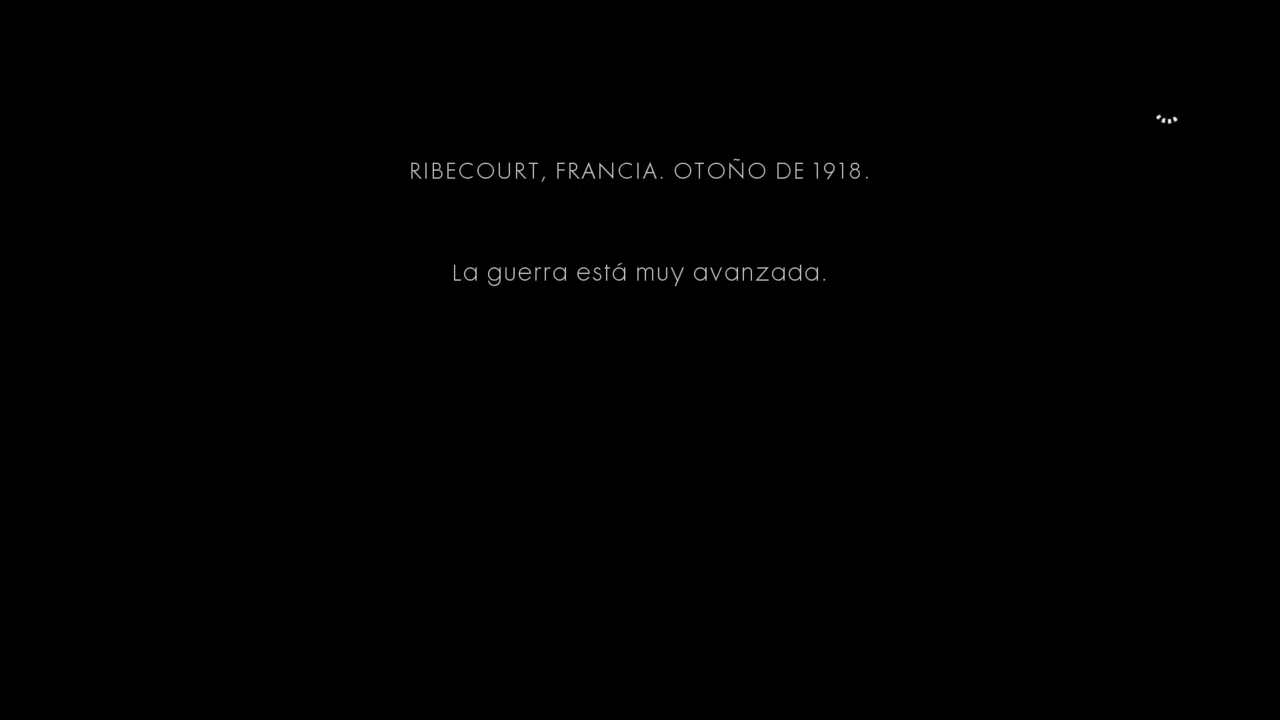 RIBECOURT, FRANCIA. OTOÑO DE 1918.
La guerra está muy avanzada.